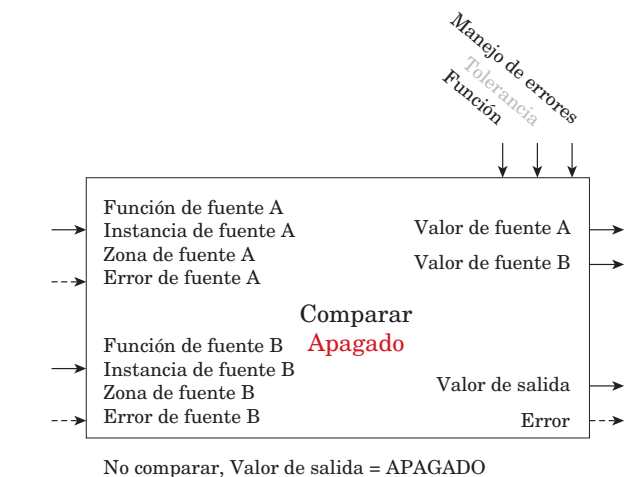 Manejo de errores
Tolerancia
Función
Función de fuente A
Instancia de fuente A
Zona de fuente A
Error de fuente A
Valor de fuente A
Valor de fuente B
Comparar
Apagado
Función de fuente B
Instancia de fuente B
Zona de fuente B
Error de fuente B
Valor de salida
Error
No comparar, Valor de salida = APAGADO